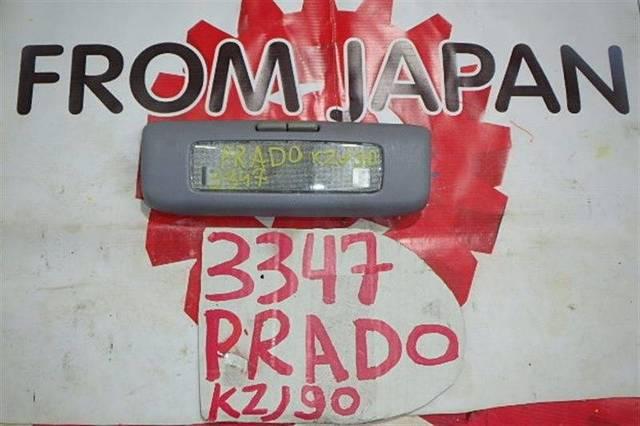 FROM JAPAN
PRADO KZJ90
3347
3347
PRADO
KZJ90